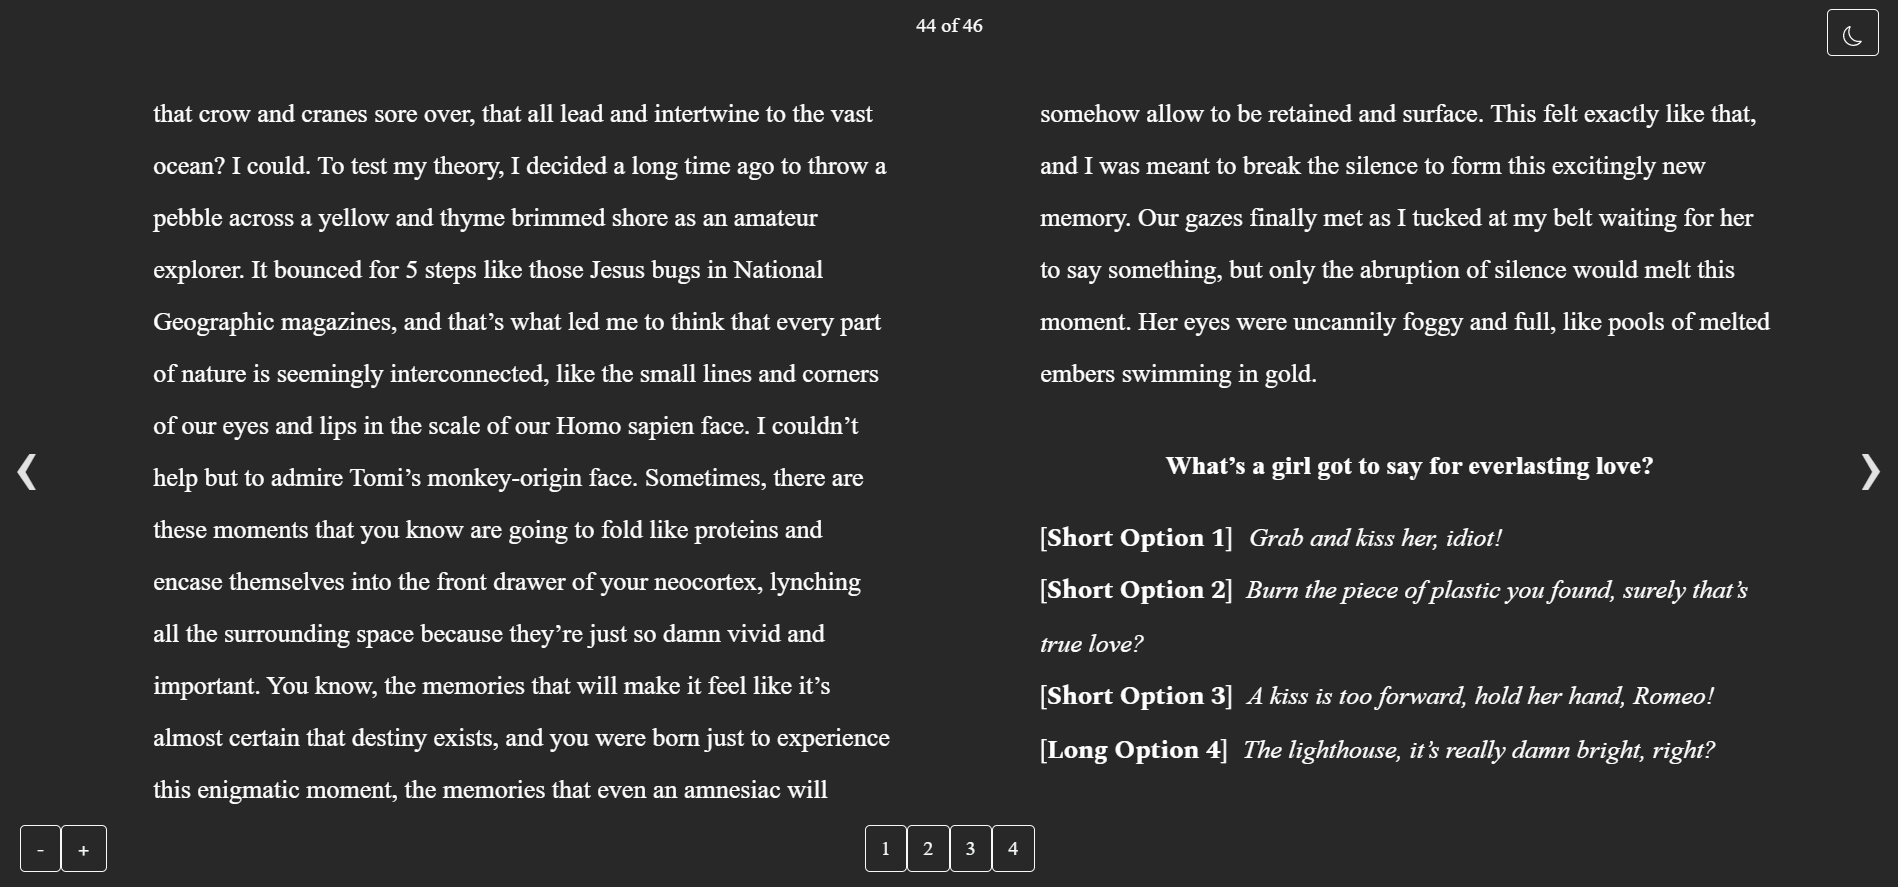 44 of 46
that crow and cranes sore over, that all lead and intertwine to the vast
ocean? I could. To test my theory, I decided a long time ago to throw a
pebble across a yellow and thyme brimmed shore as an amateur
explorer. It bounced for 5 steps like those Jesus bugs in National
Geographic magazines, and that’s what led me to think that every part
of nature is seemingly interconnected, like the small lines and corners
of our eyes and lips in the scale of our Homo sapien face. I couldn’t
help but to admire Tomi’s monkey-origin face. Sometimes, there are
these moments that you know are going to fold like proteins and
encase themselves into the front drawer of your neocortex, lynching
all the surrounding space because they’re just so damn vivid and
important. You know, the memories that will make it feel like it’s
almost certain that destiny exists, and you were born just to experience
this enigmatic moment, the memories that even an amnesiac will
somehow allow to be retained and surface. This felt exactly like that,
and I was meant to break the silence to form this excitingly new
memory. Our gazes finally met as I tucked at my belt waiting for her
to say something, but only the abruption of silence would melt this
moment. Her eyes were uncannily foggy and full, like pools of melted
embers swimming in gold.
What’s a girl got to say for everlasting love?
[Short Option 1] Grab and kiss her, idiot!
[Short Option 2] Burn the piece of plastic you found, surely that’s
true love?
[Short Option 3] A kiss is too forward, hold her hand, Romeo!
[Long Option 4] The lighthouse, it’s really damn bright, right?
- +
1 2 3 4